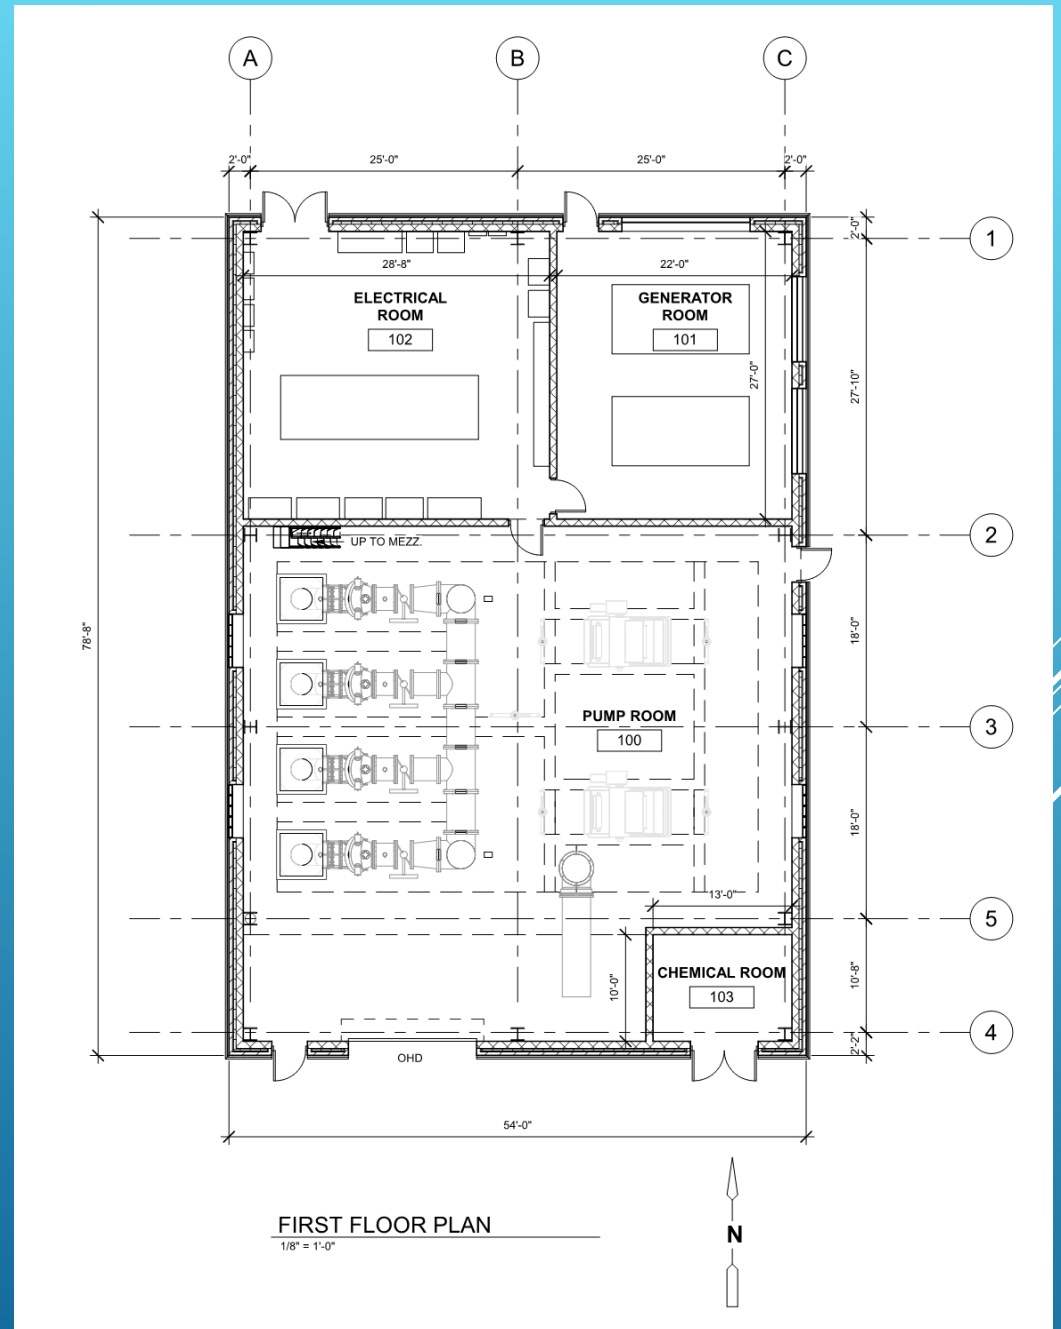 A
B
C
2'-0"
25'-0"
25'-0"
2'-0"
2'-0"
1
28'-8"
22'-0"
ELECTRICAL
ROOM
102
GENERATOR
ROOM
101
27'-0"
27'-10"
2
UP TO MEZZ.
78'-8"
18'-0"
PUMP ROOM
100
3
18'-0"
13'-0"
5
CHEMICAL ROOM
103
10'-0"
10'-8"
4
2'-2"
OHD
54'-0"
FIRST FLOOR PLAN
1/8" = 1'-0"
N